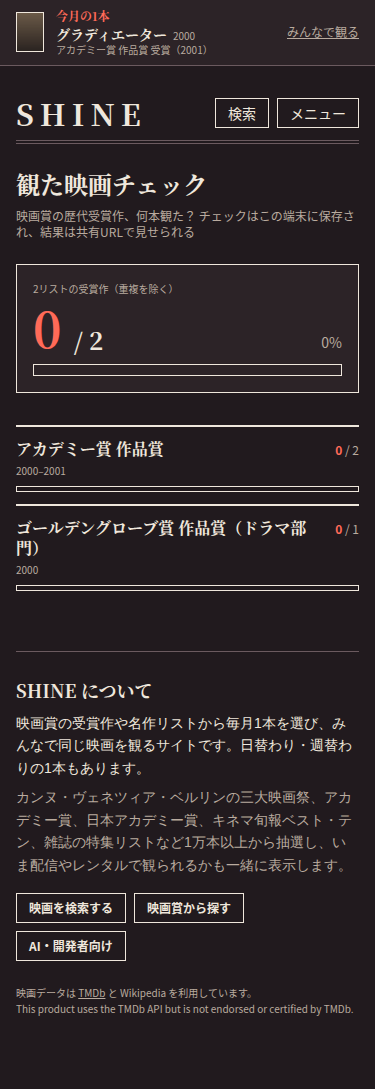 今月の1本
グラディエーター 2000
アカデミー賞 作品賞 受賞（2001）
みんなで観る
SHINE
検索
メニュー
観た映画チェック
映画賞の歴代受賞作、何本観た？ チェックはこの端末に保存さ
れ、結果は共有URLで見せられる
2リストの受賞作（重複を除く）
0 / 2
0%
アカデミー賞 作品賞
0 / 2
2000–2001
ゴールデングローブ賞 作品賞（ドラマ部
門）
0 / 1
2000
SHINE について
映画賞の受賞作や名作リストから毎月1本を選び、み
んなで同じ映画を観るサイトです。日替わり・週替わ
りの1本もあります。
カンヌ・ヴェネツィア・ベルリンの三大映画祭、アカ
デミー賞、日本アカデミー賞、キネマ旬報ベスト・テ
ン、雑誌の特集リストなど1万本以上から抽選し、い
ま配信やレンタルで観られるかも一緒に表示します。
映画を検索する
映画賞から探す
AI・開発者向け
映画データは TMDb と Wikipedia を利用しています。
This product uses the TMDb API but is not endorsed or certified by TMDb.